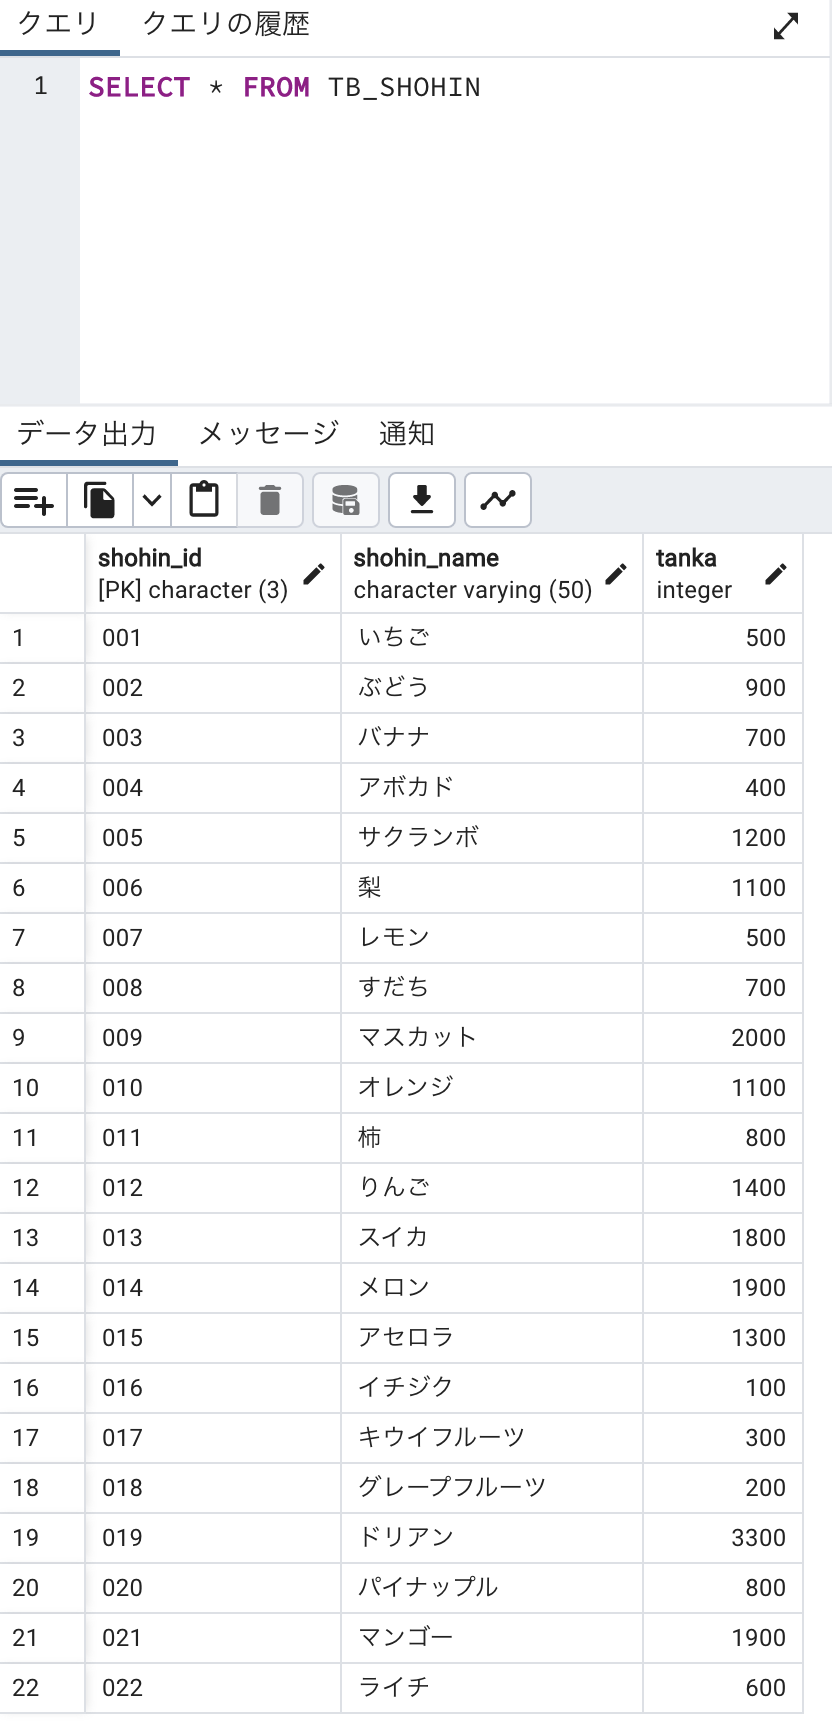 クエリ クエリの履歴
1 SELECT * FROM TB_SHOHIN
データ出力 メッセージ 通知
shohin_id shohin_name tanka
[PK] character (3) character varying (50) integer
1 001 いちご 500
2 002 ぶどう 900
3 003 バナナ 700
4 004 アボカド 400
5 005 サクランボ 1200
6 006 梨 1100
7 007 レモン 500
8 008 すだち 700
9 009 マスカット 2000
10 010 オレンジ 1100
11 011 柿 800
12 012 りんご 1400
13 013 スイカ 1800
14 014 メロン 1900
15 015 アセロラ 1300
16 016 イチジク 100
17 017 キウイフルーツ 300
18 018 グレープフルーツ 200
19 019 ドリアン 3300
20 020 パイナップル 800
21 021 マンゴー 1900
22 022 ライチ 600